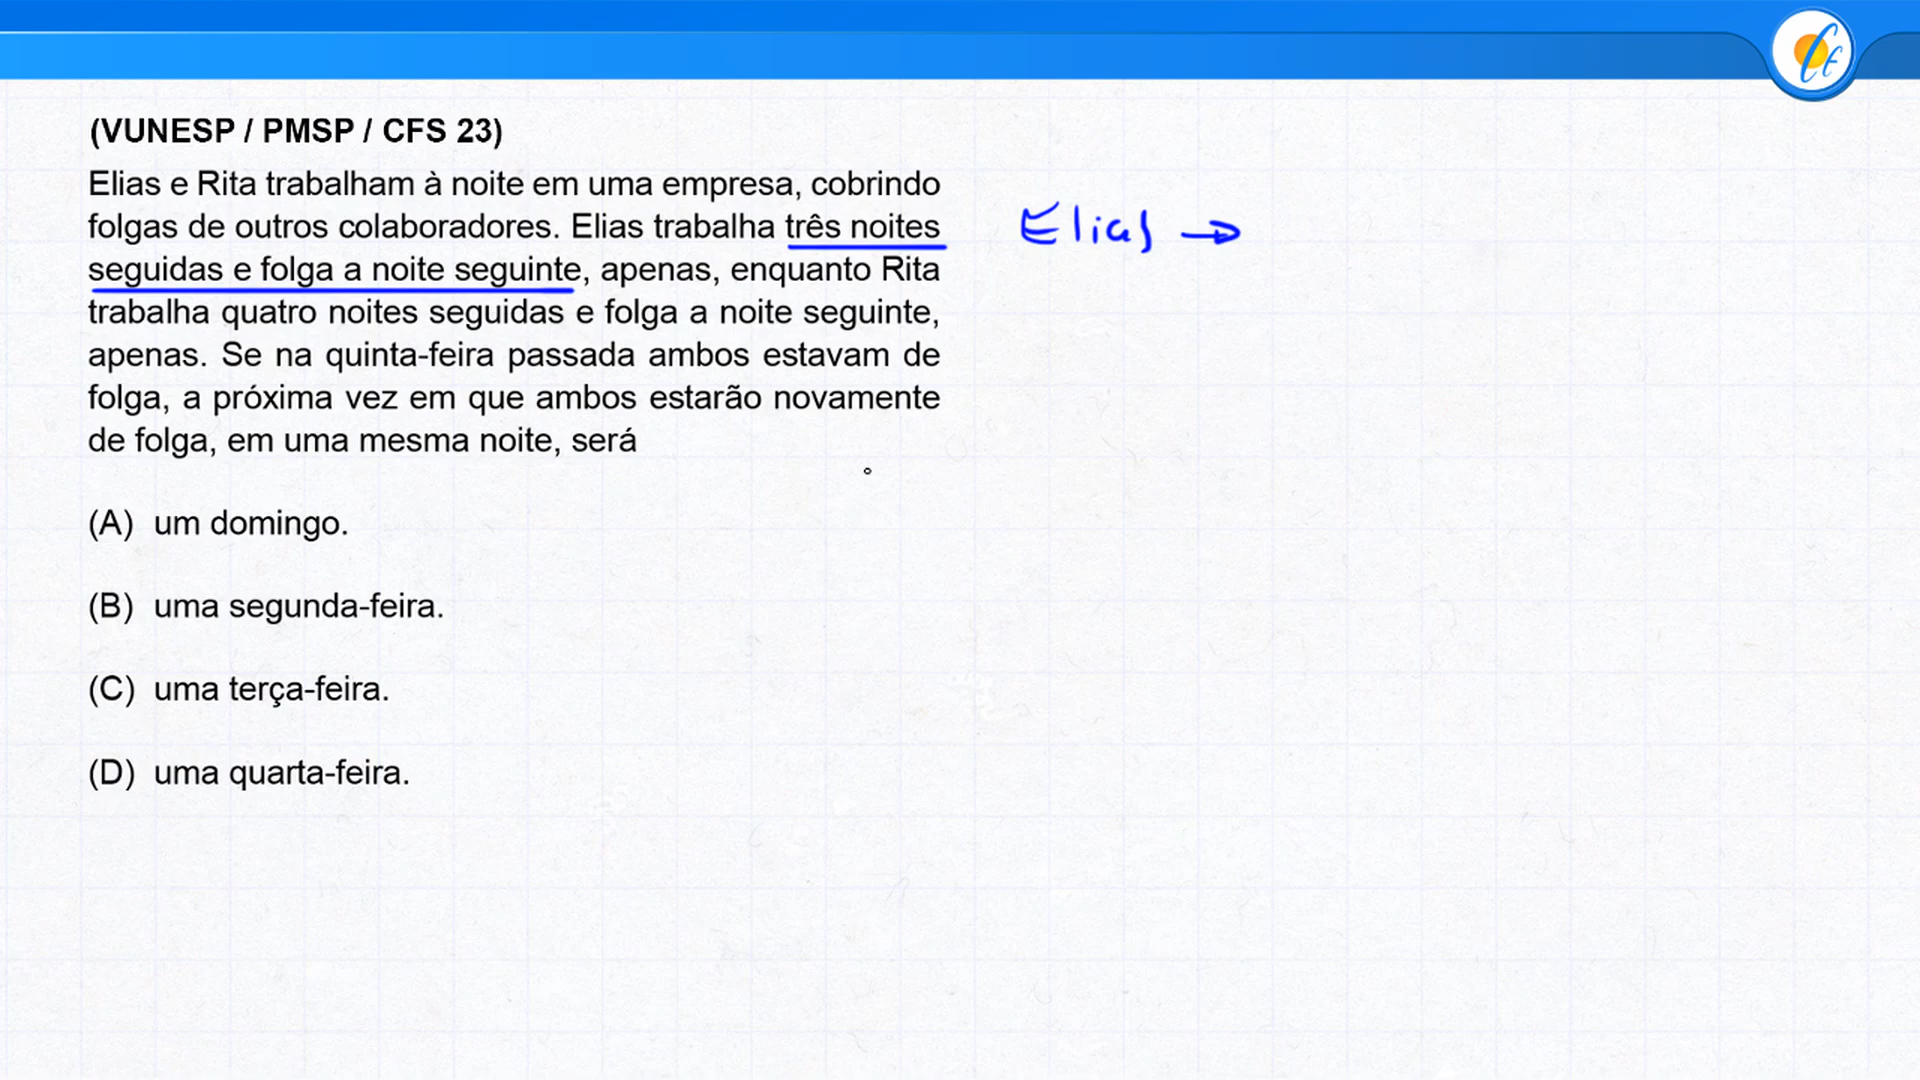 (VUNESP / PMSP / CFS 23)
Elias e Rita trabalham à noite em uma empresa, cobrindo
folgas de outros colaboradores. Elias trabalha três noites
seguidas e folga a noite seguinte, apenas, enquanto Rita
trabalha quatro noites seguidas e folga a noite seguinte,
apenas. Se na quinta-feira passada ambos estavam de
folga, a próxima vez em que ambos estarão novamente
de folga, em uma mesma noite, será
(A) um domingo.
(B) uma segunda-feira.
(C) uma terça-feira.
(D) uma quarta-feira.
Elias →